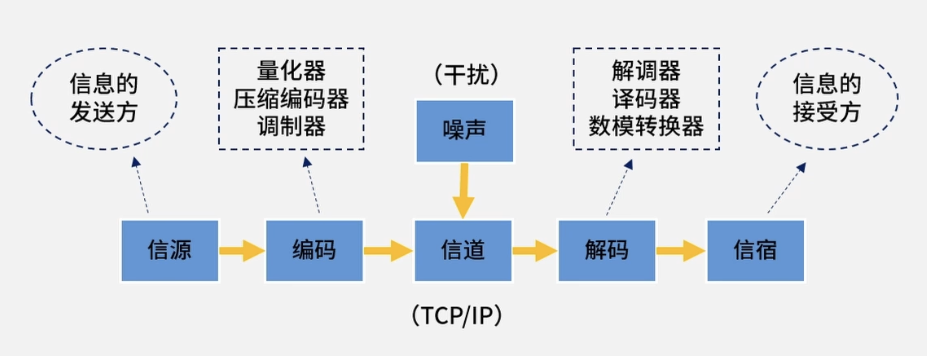 信息的
发送方
量化器
压缩编码器
调制器
（干扰）
噪声
解调器
译码器
数模转换器
信息的
接受方
信源
编码
信道
解码
信宿
（TCP/IP）